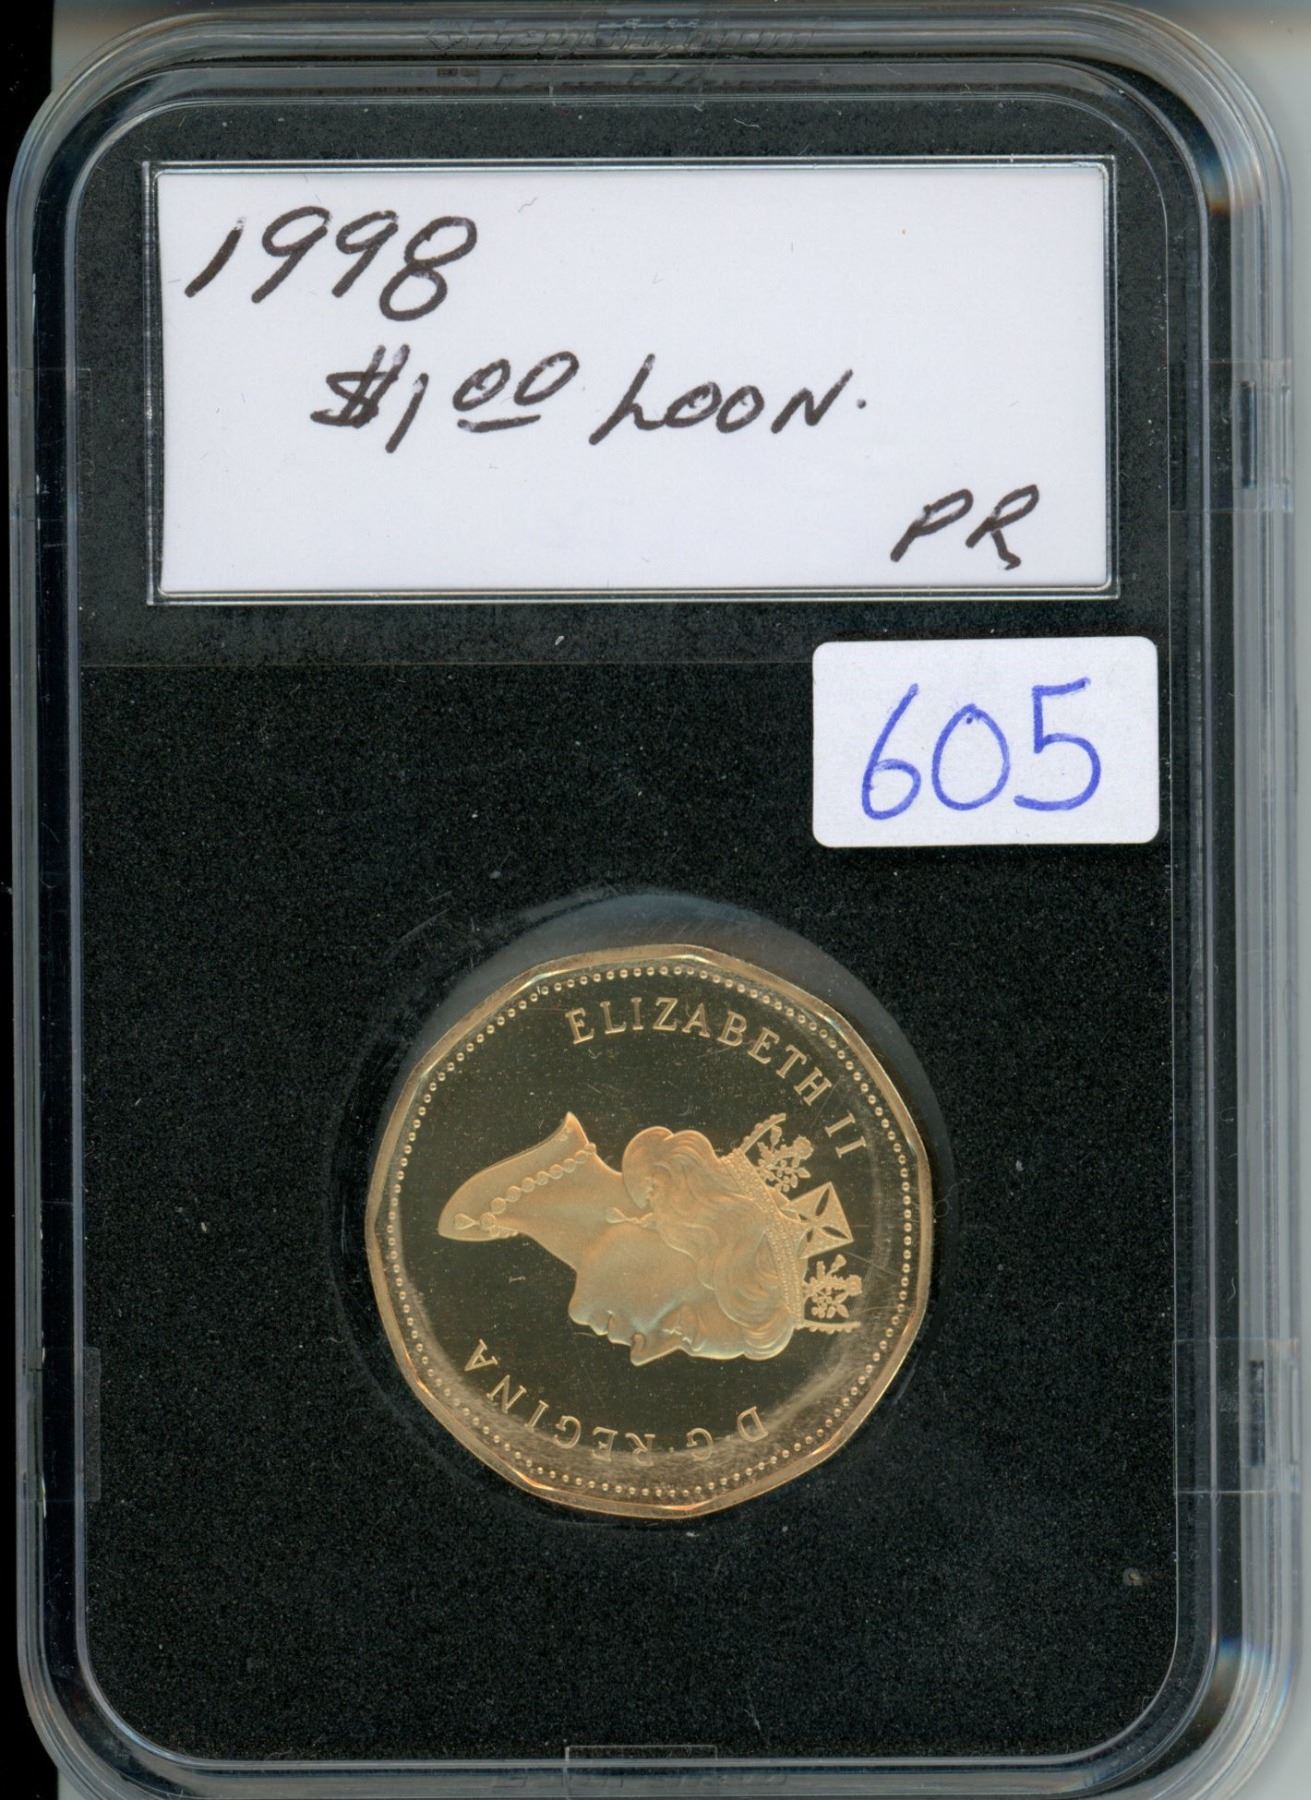 1998
$1.00 LOON.
PR
605
ELIZABETH II
D·G·REGINA